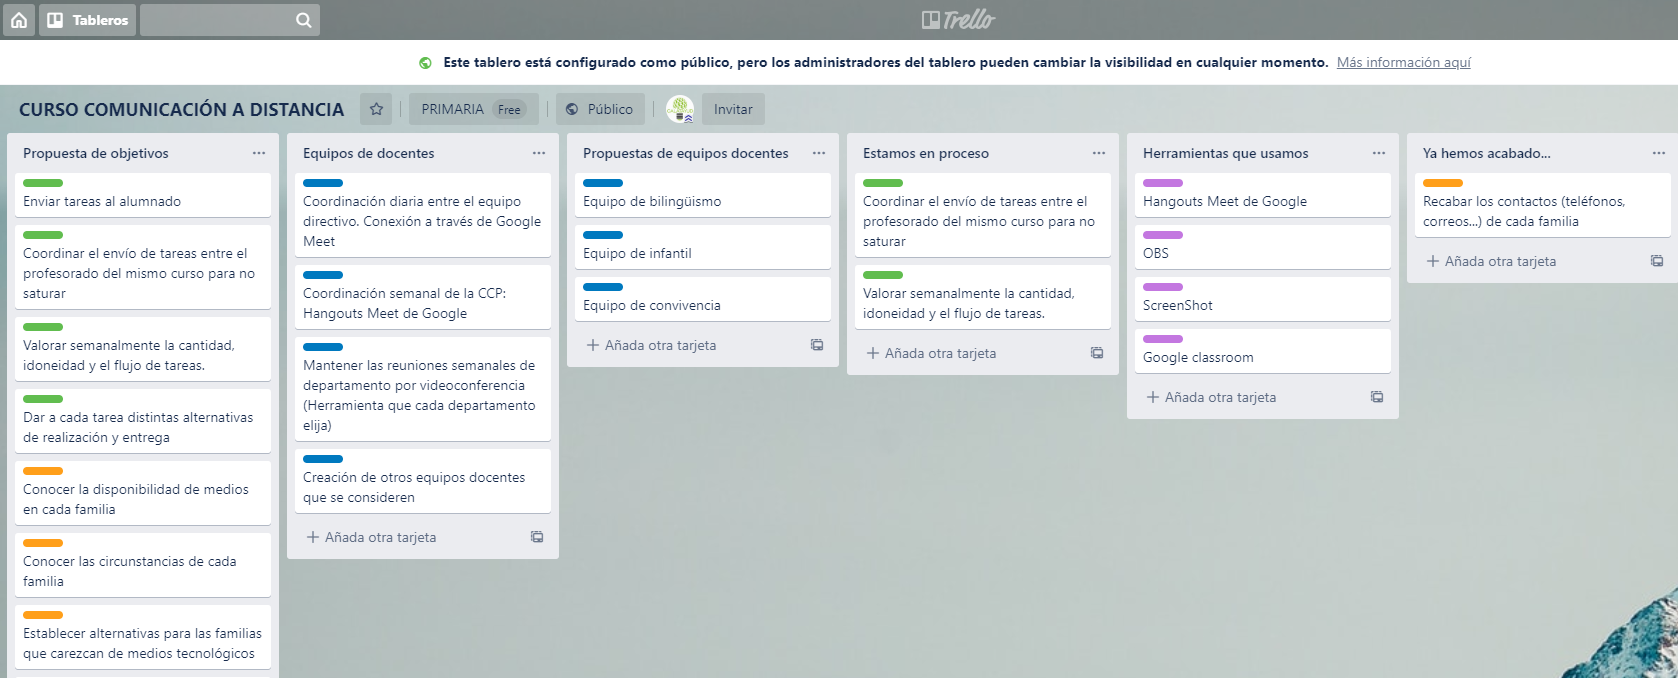 Tableros
Trello
Este tablero está configurado como público, pero los administradores del tablero pueden cambiar la visibilidad en cualquier momento. Más información aquí
CURSO COMUNICACIÓN A DISTANCIA
PRIMARIA Free
Público
Invitar
Propuesta de objetivos
Enviar tareas al alumnado
Coordinar el envío de tareas entre el
profesorado del mismo curso para no
saturar
Valorar semanalmente la cantidad,
idoneidad y el flujo de tareas.
Dar a cada tarea distintas alternativas
de realización y entrega
Conocer la disponibilidad de medios
en cada familia
Conocer las circunstancias de cada
familia
Establecer alternativas para las familias
que carezcan de medios tecnológicos
Equipos de docentes
Coordinación diaria entre el equipo
directivo. Conexión a través de Google
Meet
Coordinación semanal de la CCP:
Hangouts Meet de Google
Mantener las reuniones semanales de
departamento por videoconferencia
(Herramienta que cada departamento
elija)
Creación de otros equipos docentes
que se consideren
Añada otra tarjeta
Propuestas de equipos docentes
Equipo de bilingüismo
Equipo de infantil
Equipo de convivencia
Añada otra tarjeta
Estamos en proceso
Coordinar el envío de tareas entre el
profesorado del mismo curso para no
saturar
Valorar semanalmente la cantidad,
idoneidad y el flujo de tareas.
Añada otra tarjeta
Herramientas que usamos
Hangouts Meet de Google
OBS
ScreenShot
Google classroom
Añada otra tarjeta
Ya hemos acabado...
Recabar los contactos (teléfonos,
correos...) de cada familia
Añada otra tarjeta